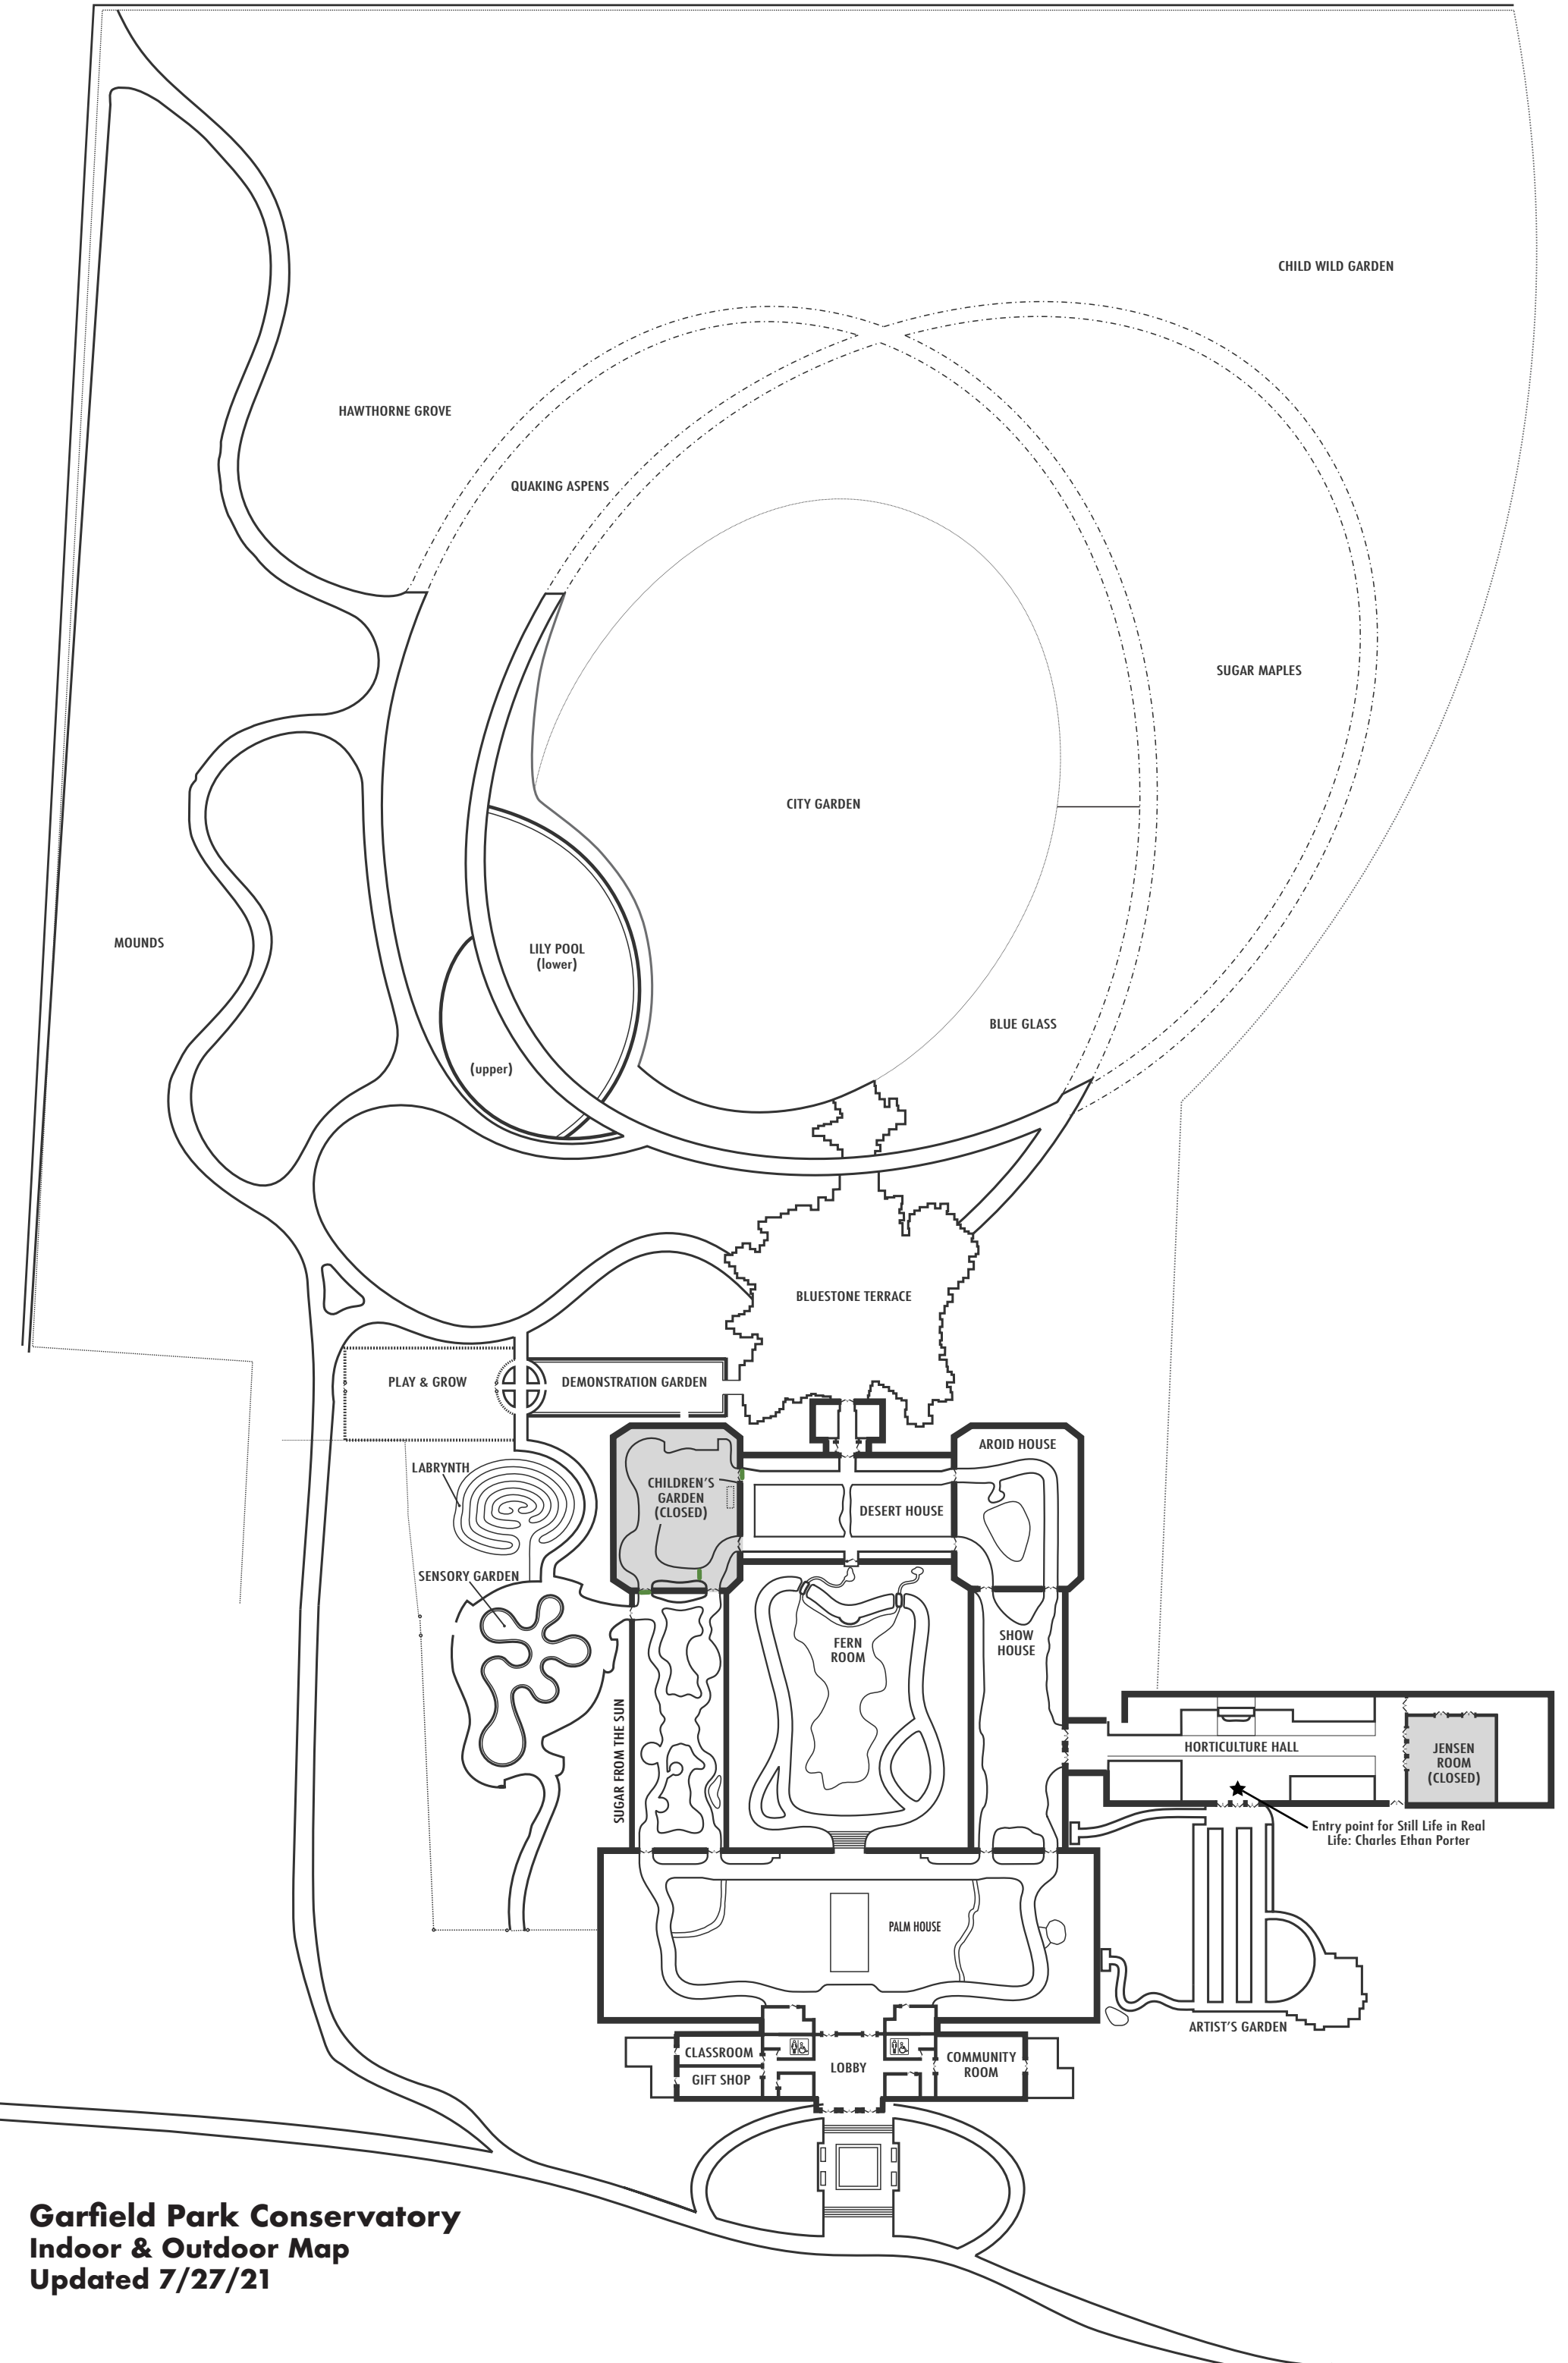 CHILD WILD GARDEN
HAWTHORNE GROVE
QUAKING ASPENS
SUGAR MAPLES
CITY GARDEN
MOUNDS
LILY POOL
(lower)
BLUE GLASS
(upper)
BLUESTONE TERRACE
PLAY & GROW
DEMONSTRATION GARDEN
AROID HOUSE
LABRYNTH
CHILDREN'S
GARDEN
(CLOSED)
DESERT HOUSE
SENSORY GARDEN
FERN
ROOM
SHOW
HOUSE
SUGAR FROM THE SUN
HORTICULTURE HALL
JENSEN
ROOM
(CLOSED)
Entry point for Still Life in Real
Life: Charles Ethan Porter
PALM HOUSE
ARTIST'S GARDEN
CLASSROOM
GIFT SHOP
LOBBY
COMMUNITY
ROOM
Garfield Park Conservatory
Indoor & Outdoor Map
Updated 7/27/21